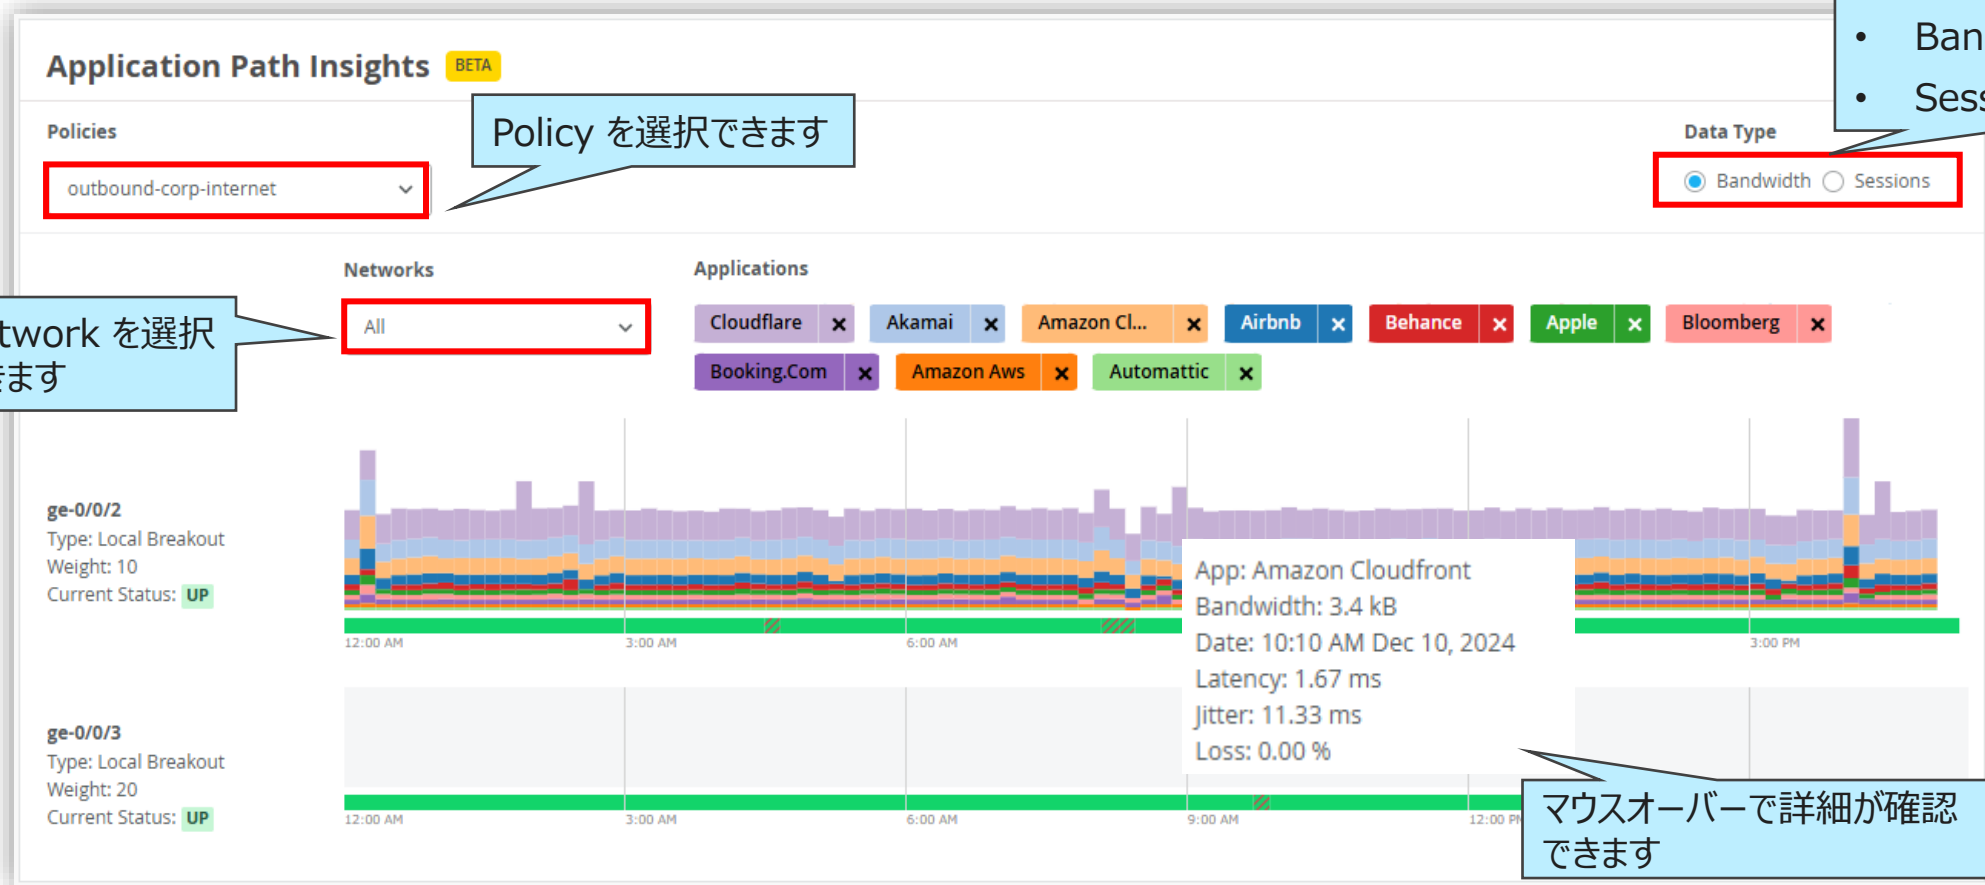 Application Path Insights BETA
Policies
outbound-corp-internet
Policy を選択できます
Data Type
Bandwidth Sessions
Networks
All
Applications
Cloudflare × Akamai × Amazon Cl... × Airbnb × Behance × Apple × Bloomberg ×
Booking.Com × Amazon Aws × Automattic ×
を選択
ge-0/0/2
Type: Local Breakout
Weight: 10
Current Status: UP
12:00 AM 3:00 AM 6:00 AM 3:00 PM
App: Amazon Cloudfront
Bandwidth: 3.4 kB
Date: 10:10 AM Dec 10, 2024
Latency: 1.67 ms
Jitter: 11.33 ms
Loss: 0.00 %
ge-0/0/3
Type: Local Breakout
Weight: 20
Current Status: UP
12:00 AM 3:00 AM 6:00 AM 9:00 AM 12:00 PM
マウスオーバーで詳細が確認
できます